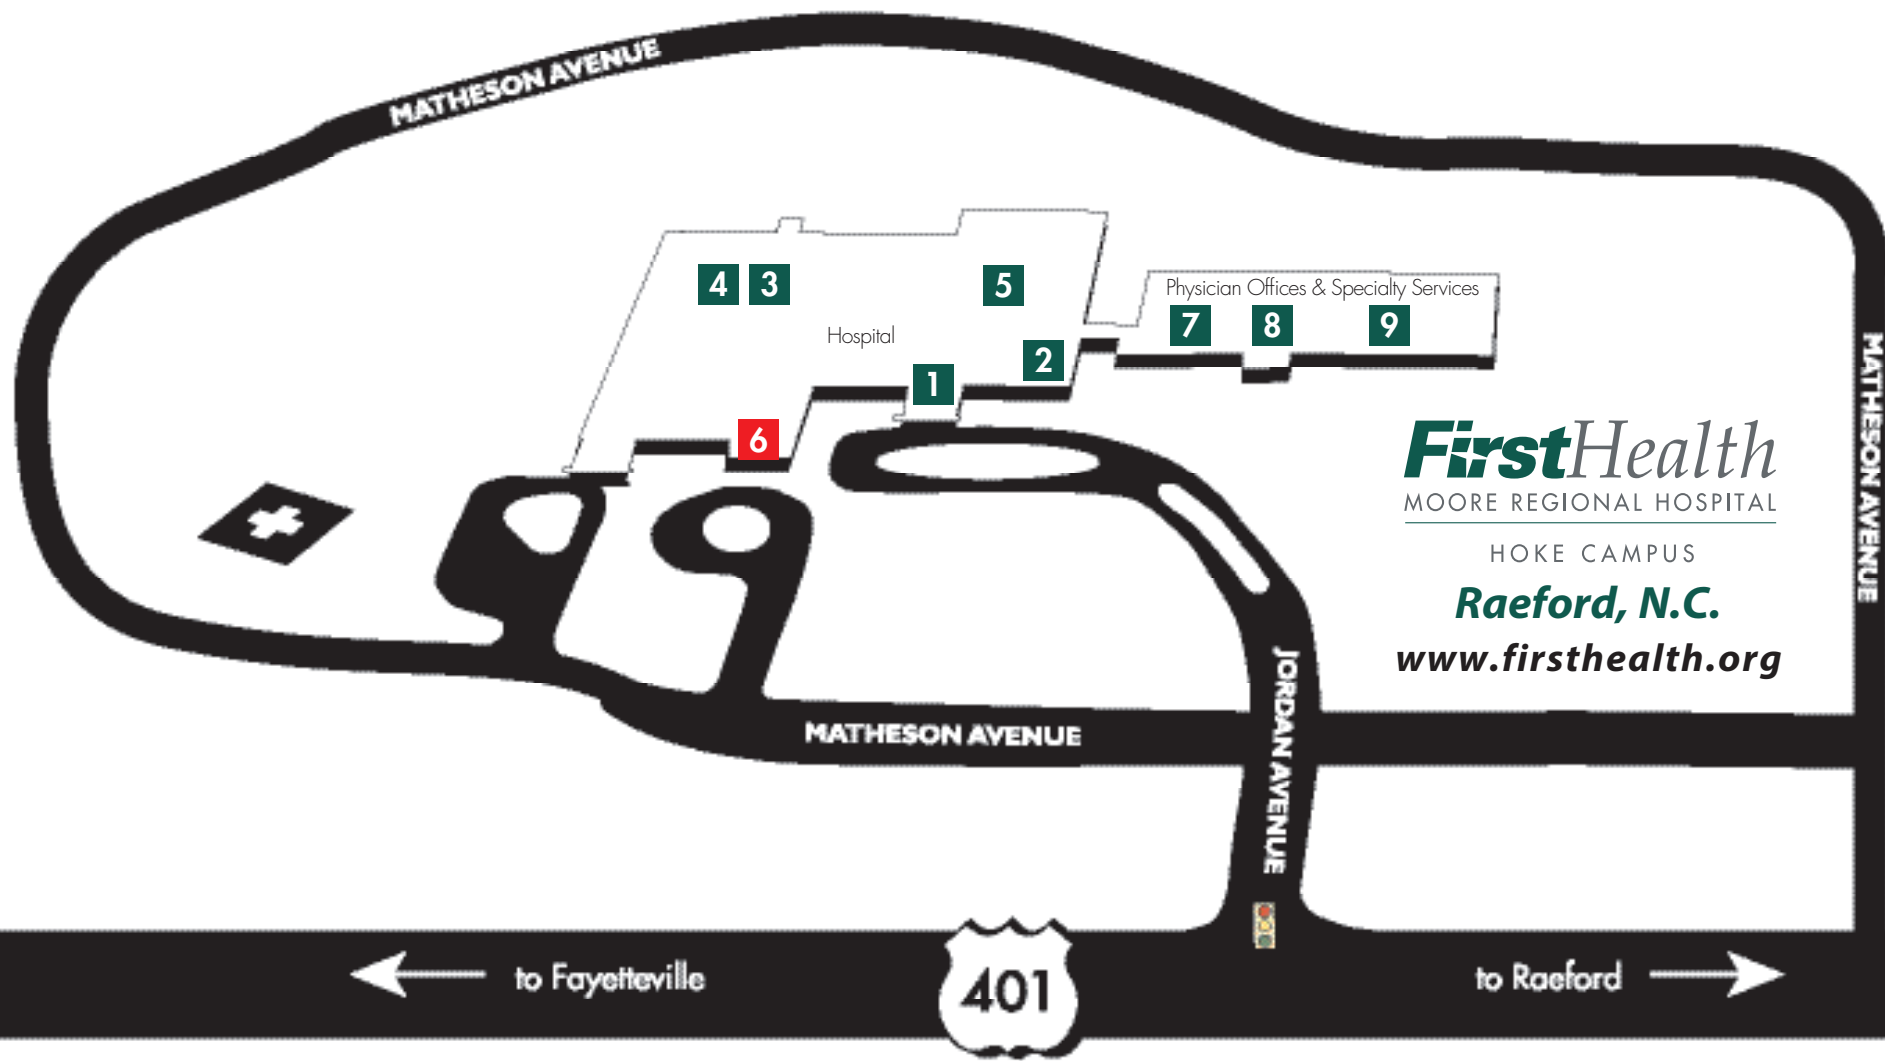 MATHESON AVENUE
4 3 5
Physician Offices & Specialty Services
7 8 9
Hospital
2
1
6
MATHESON AVENUE
FirstHealth
MOORE REGIONAL HOSPITAL
HOKE CAMPUS
Raeford, N.C.
www.firsthealth.org
JORDAN AVENUE
MATHESON AVENUE
to Fayetteville
401
to Raeford